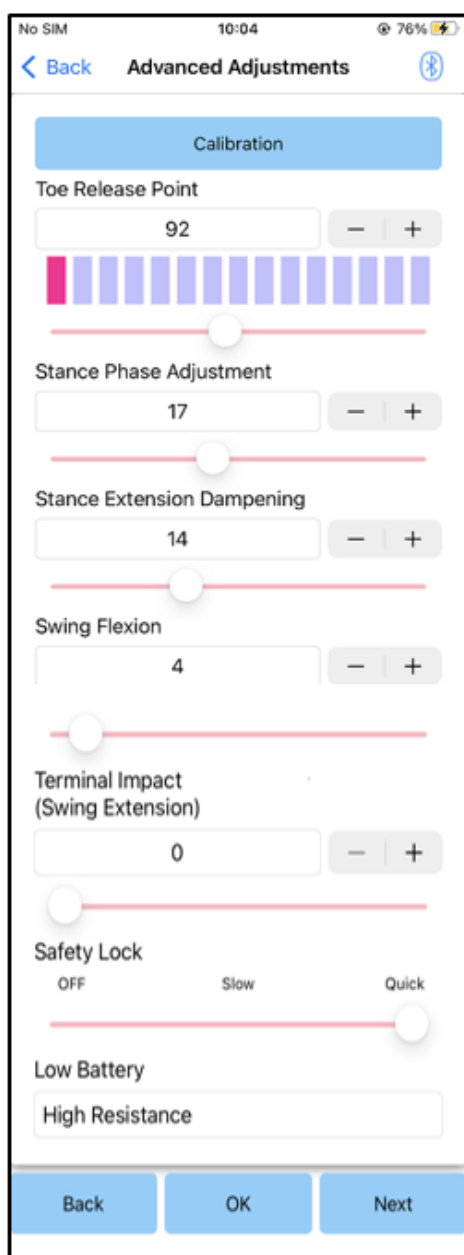 No SIM 10:04 76%
Back Advanced Adjustments
Calibration
Toe Release Point
92 − +
Stance Phase Adjustment
17 − +
Stance Extension Dampening
14 − +
Swing Flexion
4 − +
Terminal Impact
(Swing Extension)
0 − +
Safety Lock
OFF Slow Quick
Low Battery
High Resistance
Back OK Next